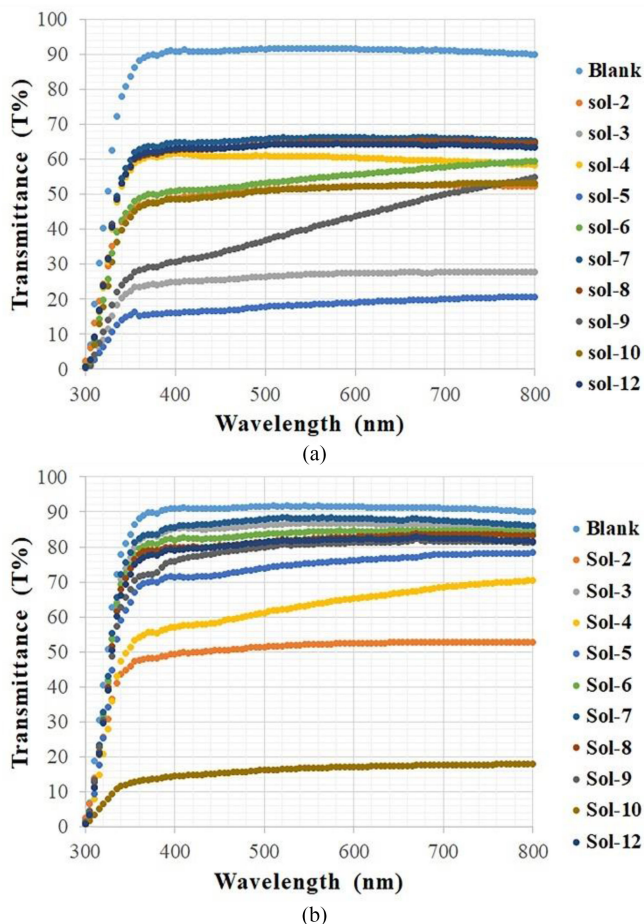 100
90
80
70
60
50
40
30
20
10
0
Transmittance (T%)
300 400 500 600 700 800
Wavelength (nm)
Blank
sol-2
sol-3
sol-4
sol-5
sol-6
sol-7
sol-8
sol-9
sol-10
sol-12
(a)
100
90
80
70
60
50
40
30
20
10
0
Transmittance (T%)
300 400 500 600 700 800
Wavelength (nm)
Blank
Sol-2
Sol-3
Sol-4
Sol-5
Sol-6
Sol-7
Sol-8
Sol-9
Sol-10
Sol-12
(b)